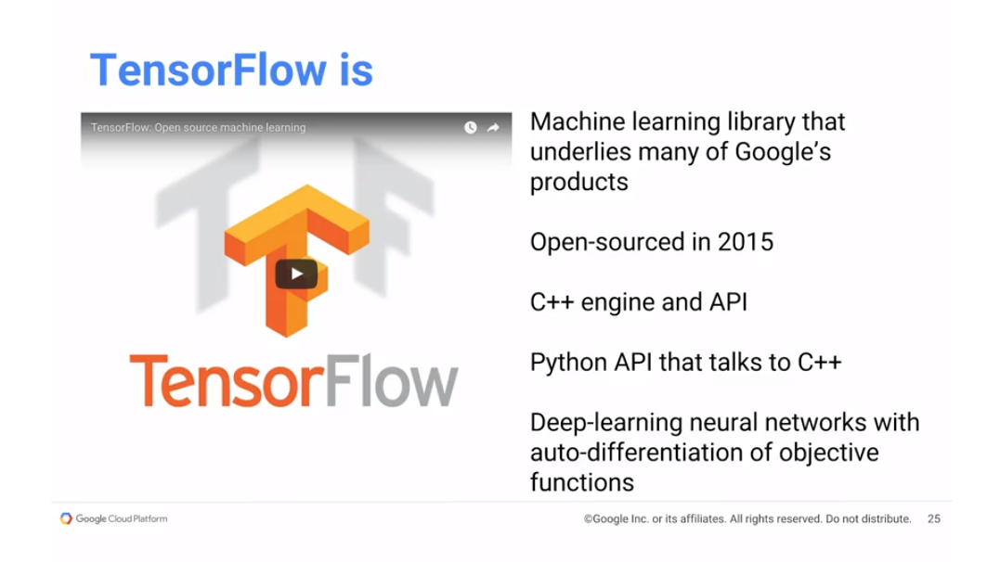 TensorFlow is
TensorFlow: Open source machine learning
TensorFlow
Machine learning library that
underlies many of Google’s
products
Open-sourced in 2015
C++ engine and API
Python API that talks to C++
Deep-learning neural networks with
auto-differentiation of objective
functions
Google Cloud Platform
©Google Inc. or its affiliates. All rights reserved. Do not distribute.
25